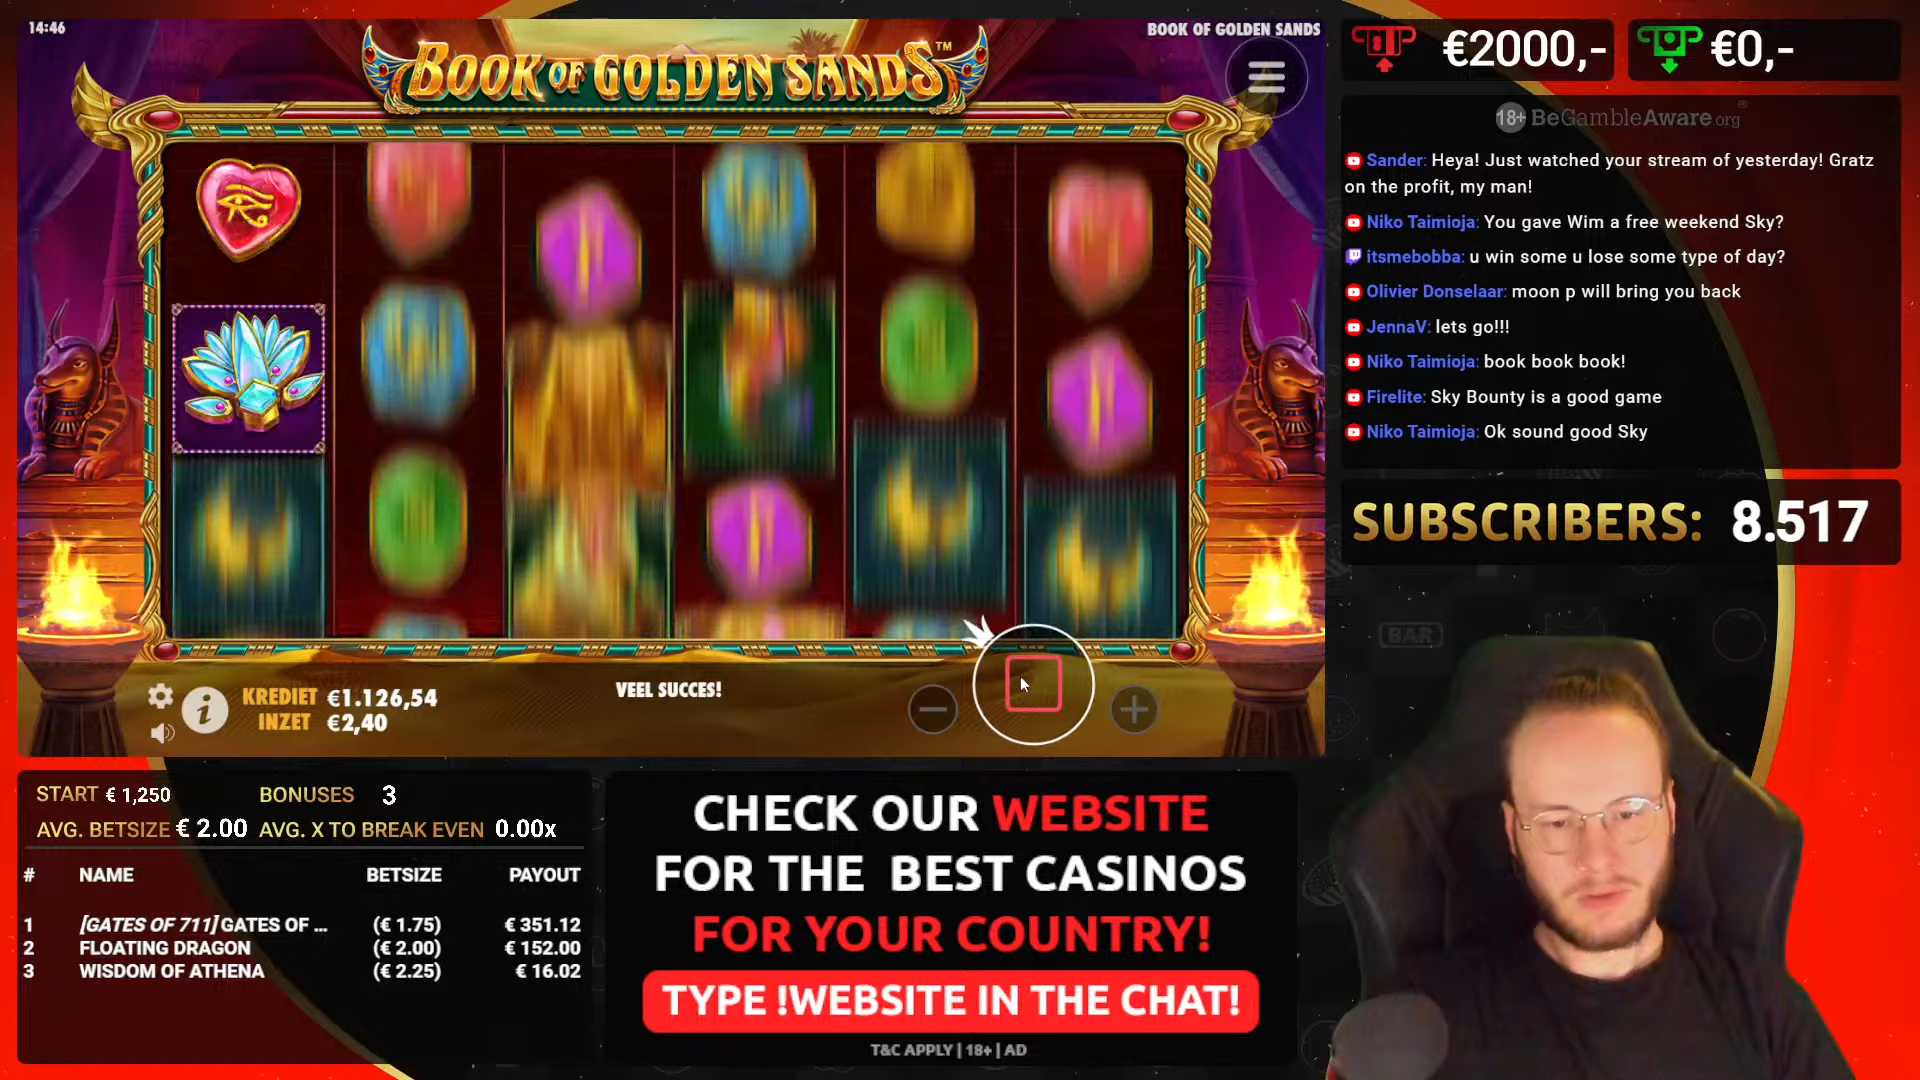 14:46
BOOK OF GOLDEN SANDS
BOOK OF GOLDEN SANDS™
KREDIET €1.126,54
INZET €2,40
VEEL SUCCES!
€2000,-
€0,-
18+ BeGambleAware.org®
Sander: Heya! Just watched your stream of yesterday! Gratz
on the profit, my man!
Niko Taimioja: You gave Wim a free weekend Sky?
itsmebobba: u win some u lose some type of day?
Olivier Donselaar: moon p will bring you back
JennaV: lets go!!!
Niko Taimioja: book book book!
Firelite: Sky Bounty is a good game
Niko Taimioja: Ok sound good Sky
SUBSCRIBERS: 8.517
BAR
START € 1,250 BONUSES 3
AVG. BETSIZE € 2.00 AVG. X TO BREAK EVEN 0.00x
# NAME BETSIZE PAYOUT
1 [GATES OF 711] GATES OF ... (€ 1.75) € 351.12
2 FLOATING DRAGON (€ 2.00) € 152.00
3 WISDOM OF ATHENA (€ 2.25) € 16.02
CHECK OUR WEBSITE
FOR THE BEST CASINOS
FOR YOUR COUNTRY!
TYPE !WEBSITE IN THE CHAT!
T&C APPLY | 18+ | AD